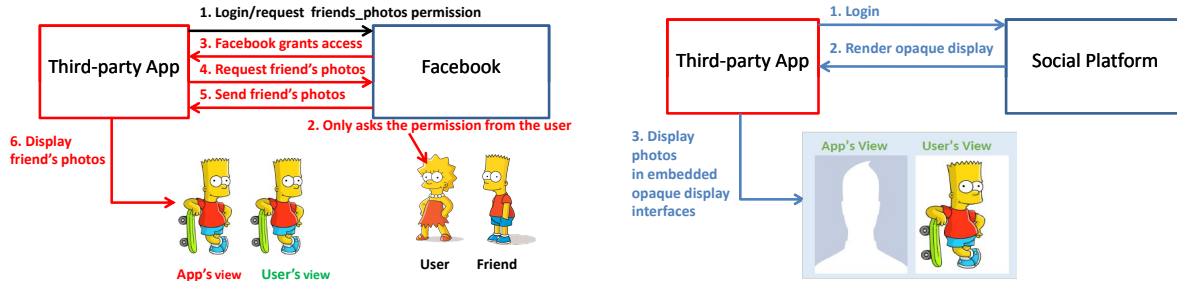 1. Login/request friends_photos permission
3. Facebook grants access
Third-party App
4. Request friend's photos
Facebook
5. Send friend's photos
2. Only asks the permission from the user
6. Display
friend's photos
User
Friend
App's view
User's view
1. Login
2. Render opaque display
Third-party App
Social Platform
3. Display
photos
in embedded
opaque display
interfaces
App's View
User's View